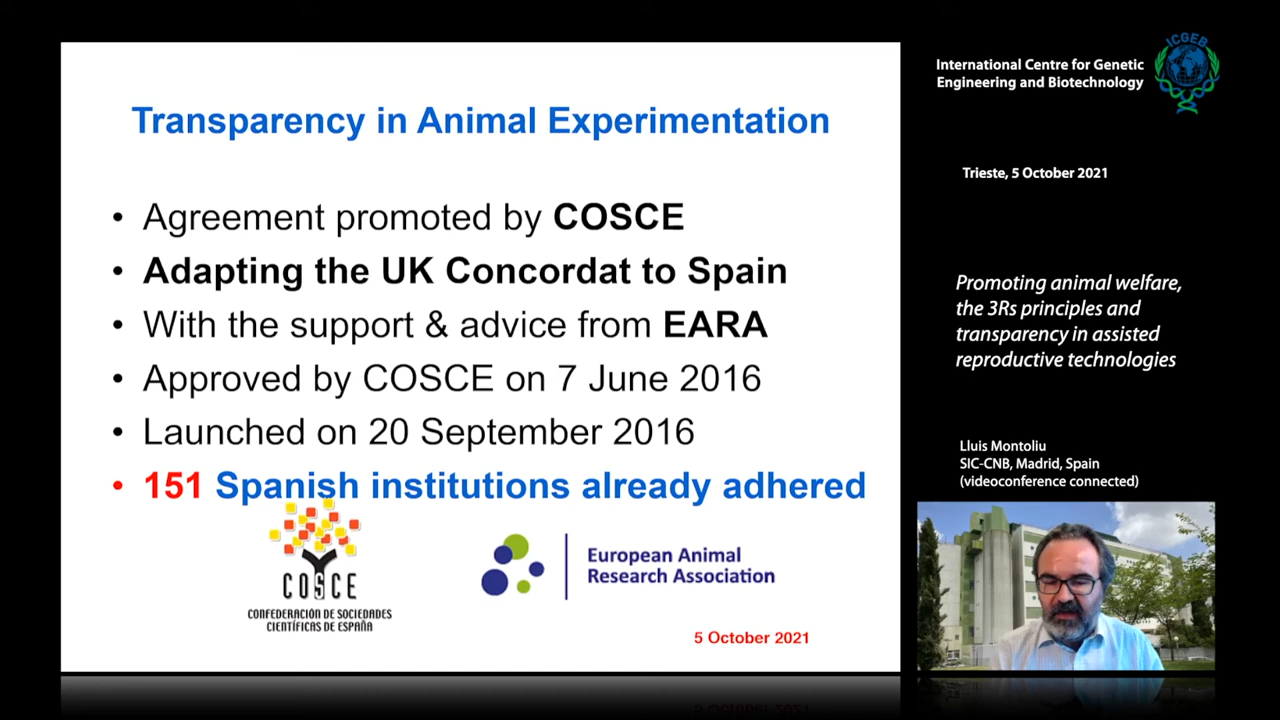 Transparency in Animal Experimentation
• Agreement promoted by COSCE
• Adapting the UK Concordat to Spain
• With the support & advice from EARA
• Approved by COSCE on 7 June 2016
• Launched on 20 September 2016
• 151 Spanish institutions already adhered
COSCE
CONFEDERACIÓN DE SOCIEDADES
CIENTÍFICAS DE ESPAÑA
European Animal
Research Association
5 October 2021
International Centre for Genetic
Engineering and Biotechnology
ICGEB
Trieste, 5 October 2021
Promoting animal welfare,
the 3Rs principles and
transparency in assisted
reproductive technologies
Lluis Montoliu
SIC-CNB, Madrid, Spain
(videoconference connected)